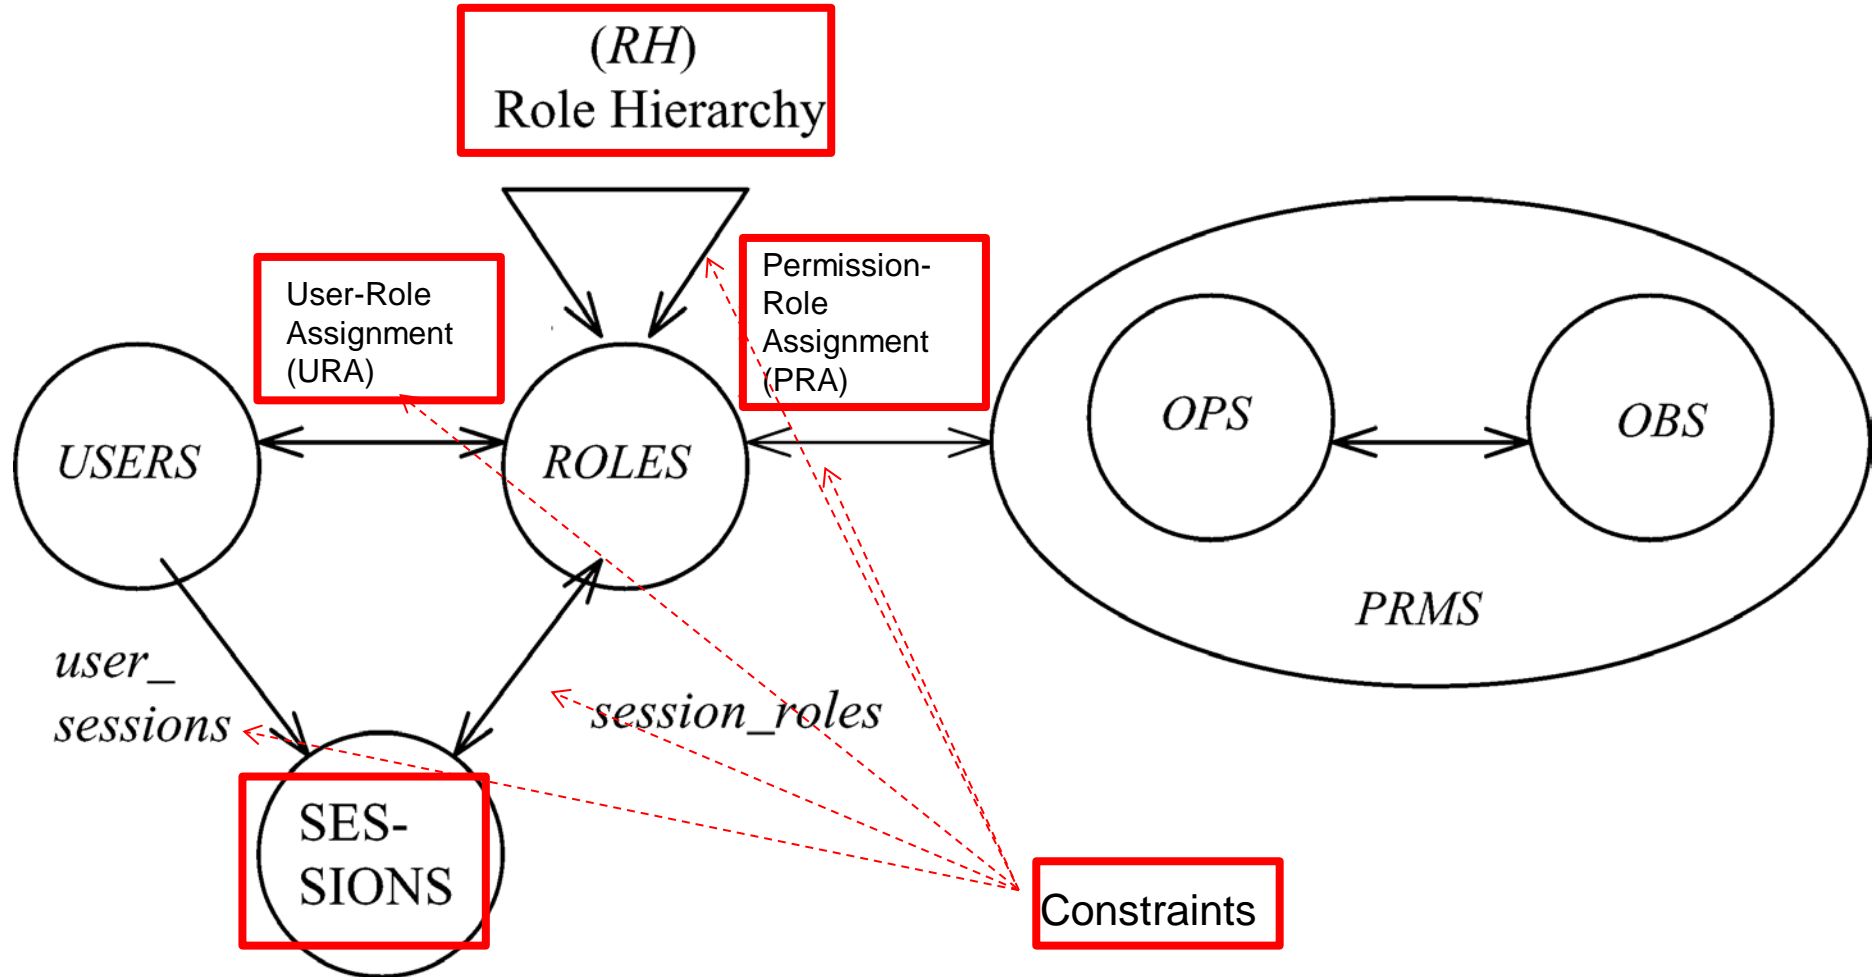 (RH)
Role Hierarchy
User-Role
Assignment
(URA)
Permission-
Role
Assignment
(PRA)
USERS
ROLES
OPS
OBS
PRMS
user_
sessions
session_roles
SES-
SIONS
Constraints